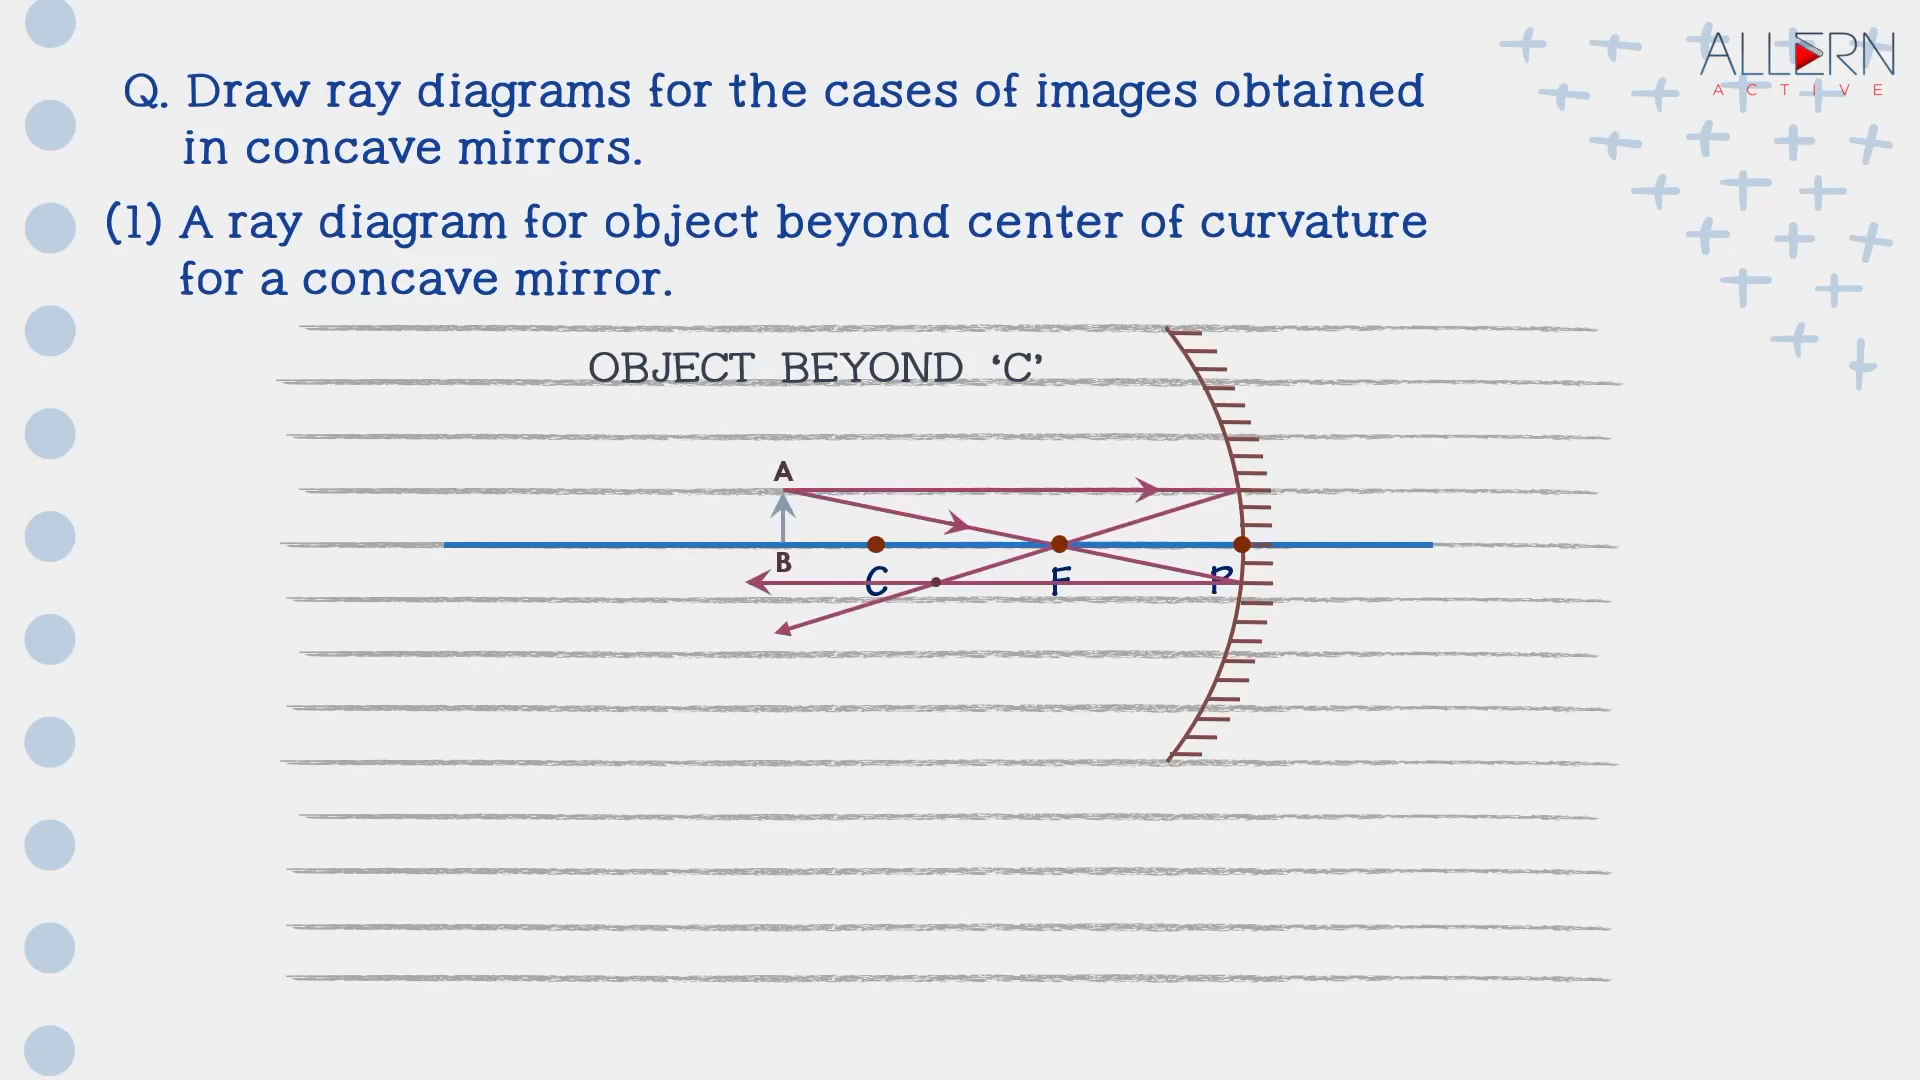 ALLERN
ACTIVE
Q. Draw ray diagrams for the cases of images obtained
in concave mirrors.
(1) A ray diagram for object beyond center of curvature
for a concave mirror.
OBJECT BEYOND ‘C’
A
B
C F P